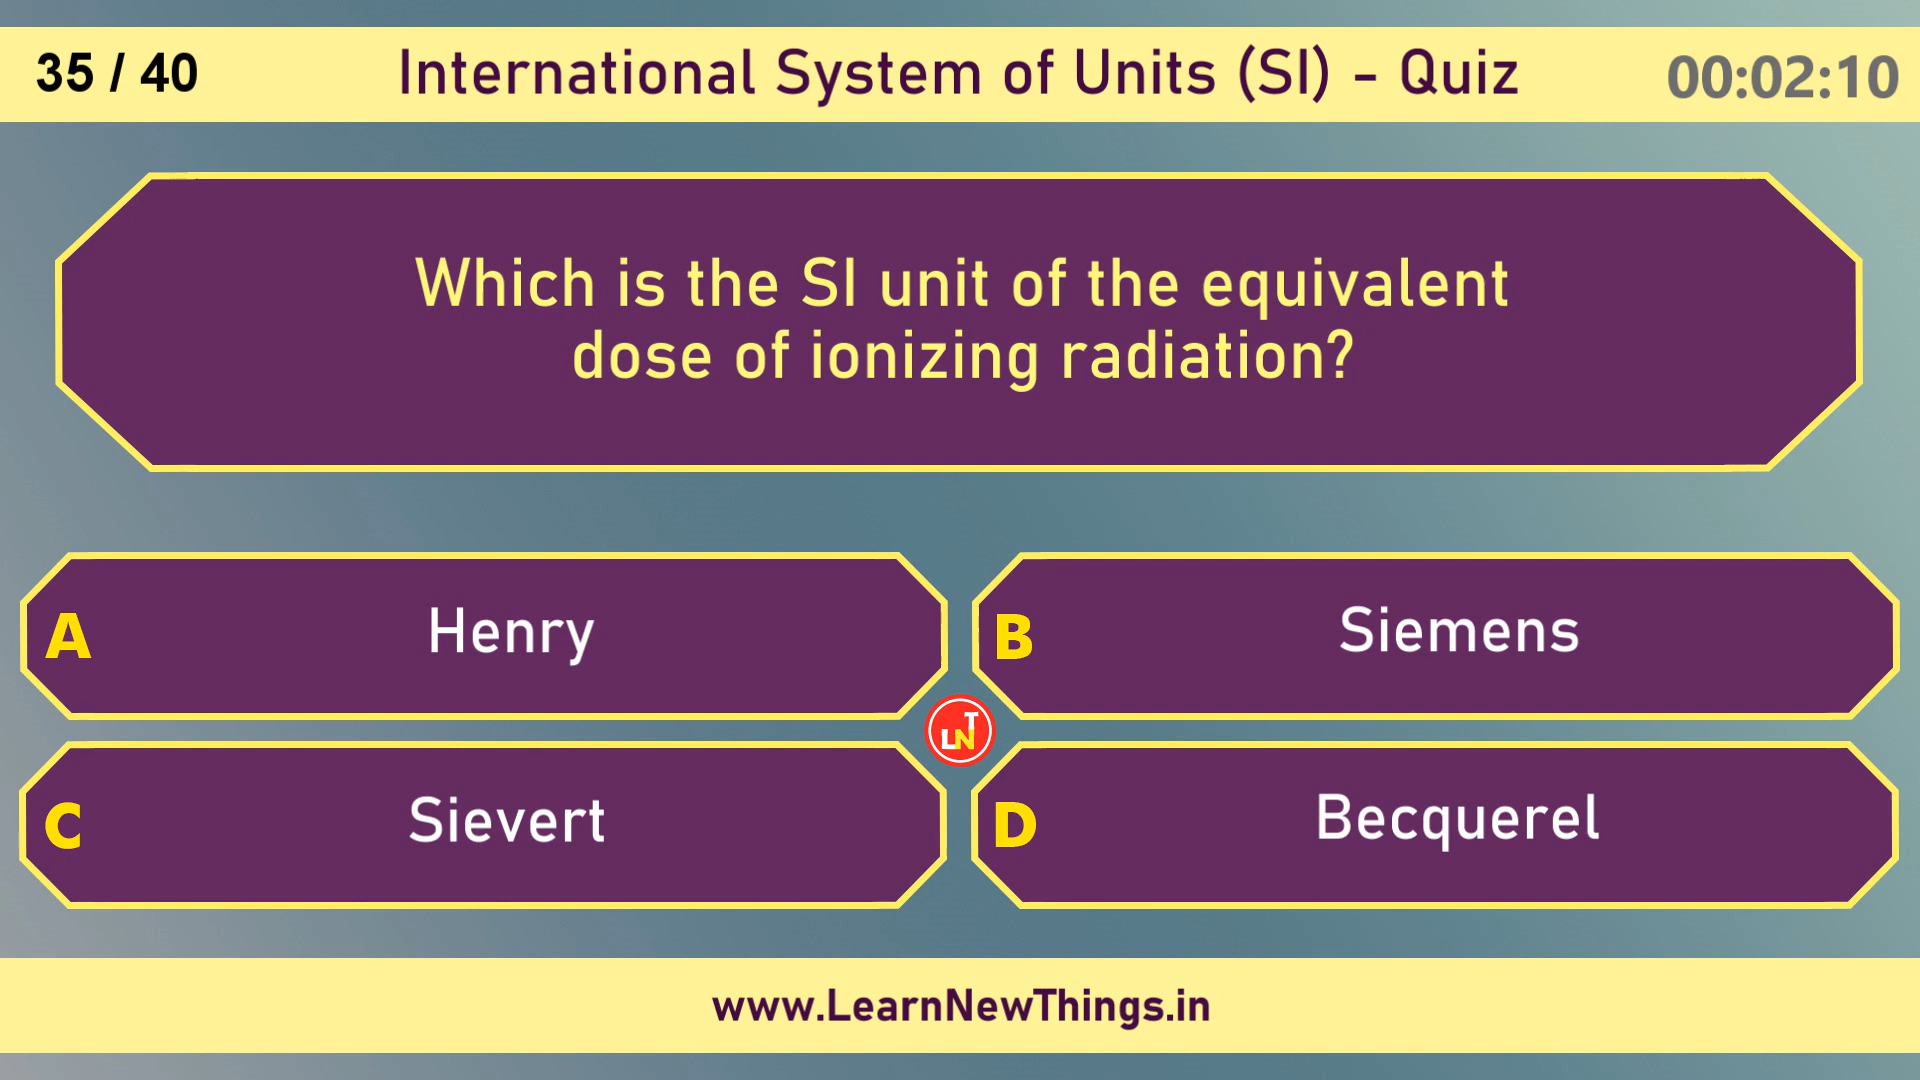 35 / 40
International System of Units (SI) - Quiz
00:02:10
Which is the SI unit of the equivalent
dose of ionizing radiation?
A
Henry
B
Siemens
LNT
C
Sievert
D
Becquerel
www.LearnNewThings.in